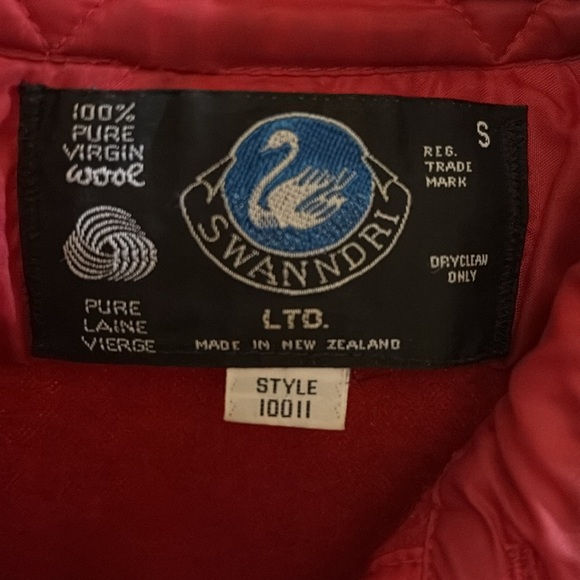 100%
PURE
VIRGIN
wool
PURE
LAINE
VIERGE
SWANNDRI
LTD.
MADE IN NEW ZEALAND
S
REG.
TRADE
MARK
DRYCLEAN
ONLY
STYLE
10011